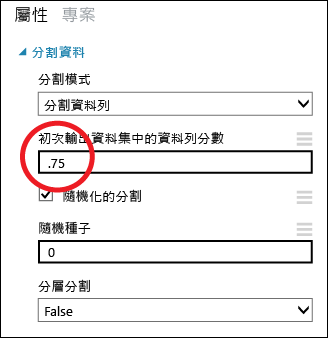 屬性 專案
分割資料
分割模式
分割資料列
初次輸出資料集中的資料列分數
.75
隨機化的分割
隨機種子
0
分層分割
False